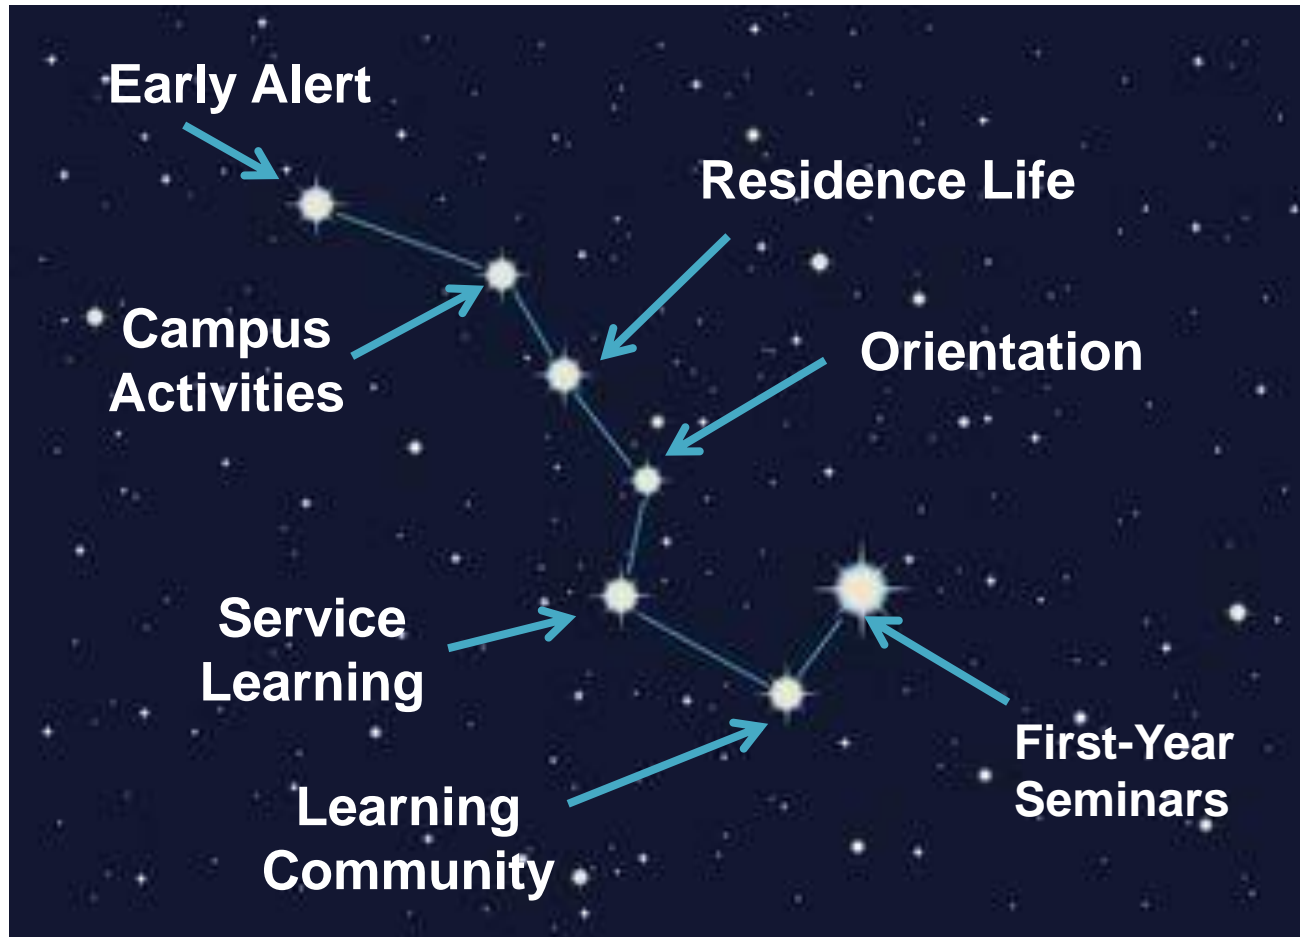 Early Alert
Residence Life
Campus
Activities
Orientation
Service
Learning
First-Year
Seminars
Learning
Community